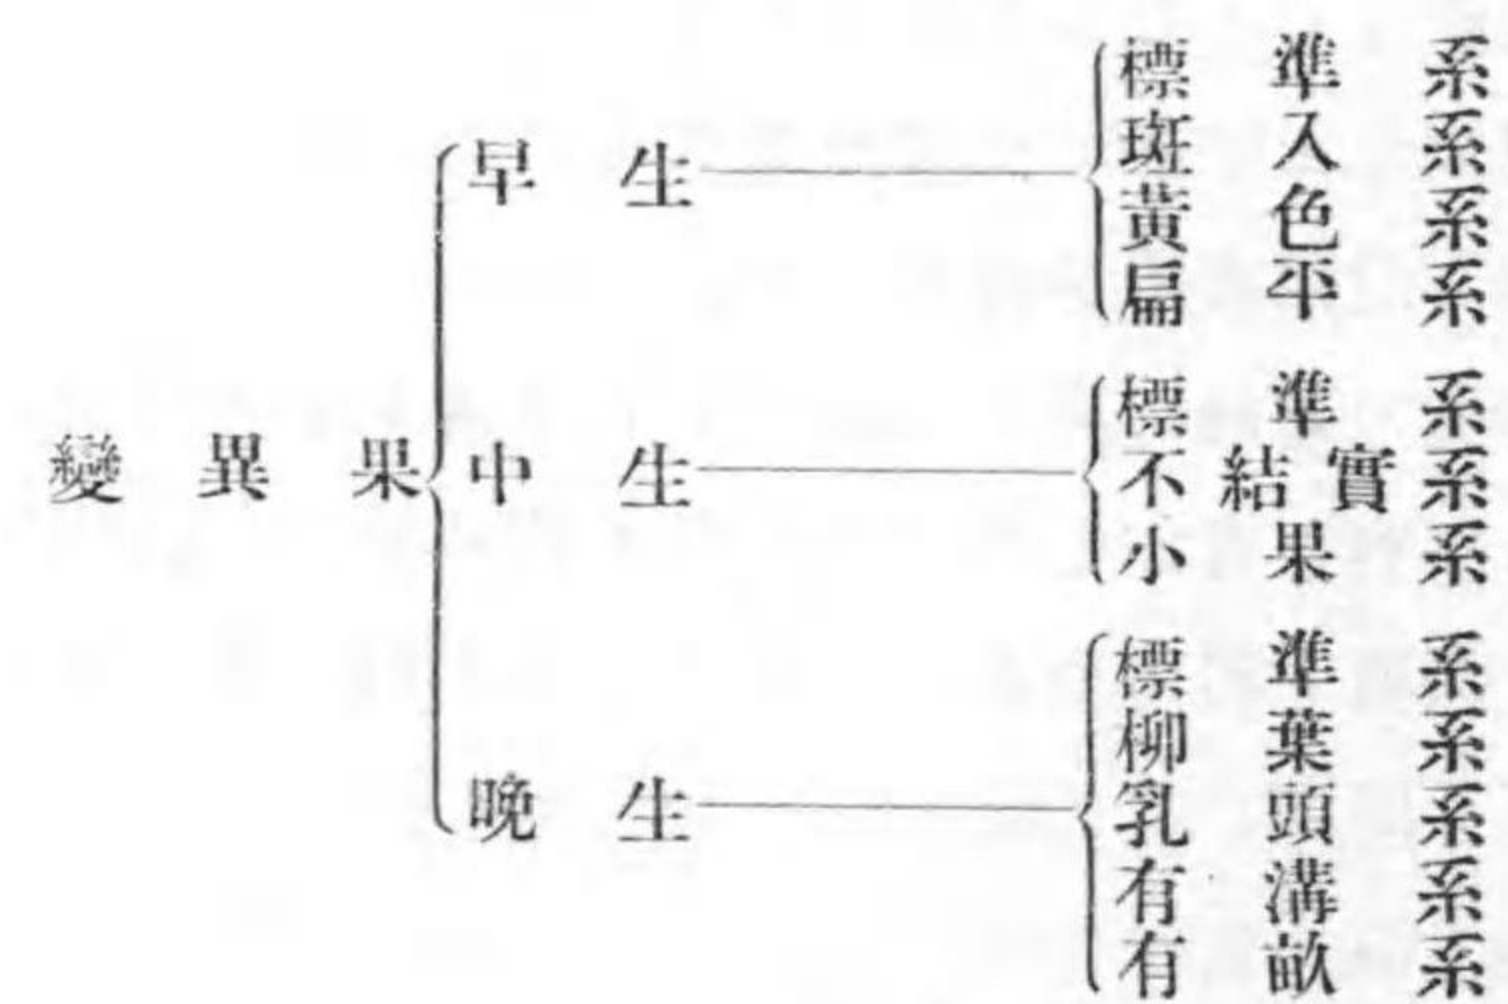 變異果
早生
標準系
斑入系
黃色系
扁平系
中生
標準系
不結實系
小果系
晩生
標準系
柳葉系
乳頭系
有溝系
有畝系